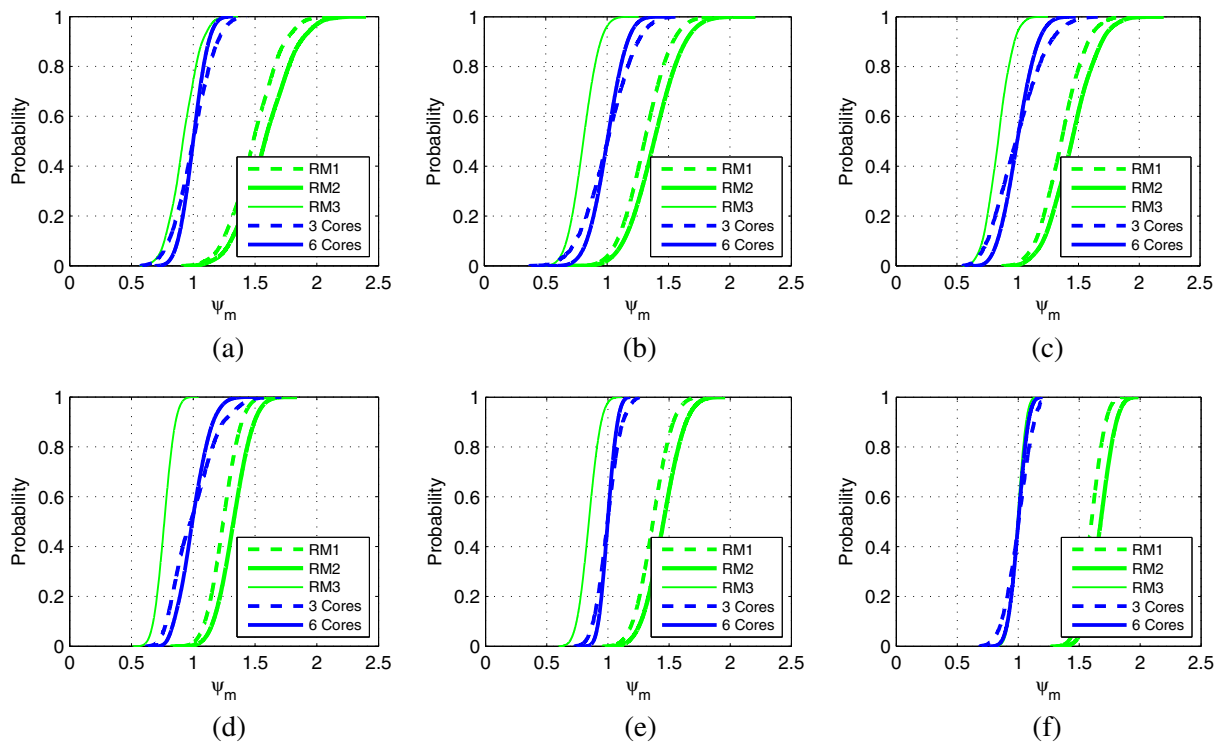 1
0.8
0.6
0.4
0.2
0
Probability
0 0.5 1 1.5 2 2.5
ψm
RM1
RM2
RM3
3 Cores
6 Cores
(a)
1
0.8
0.6
0.4
0.2
0
Probability
0 0.5 1 1.5 2 2.5
ψm
RM1
RM2
RM3
3 Cores
6 Cores
(b)
1
0.8
0.6
0.4
0.2
0
Probability
0 0.5 1 1.5 2 2.5
ψm
RM1
RM2
RM3
3 Cores
6 Cores
(c)
1
0.8
0.6
0.4
0.2
0
Probability
0 0.5 1 1.5 2 2.5
ψm
RM1
RM2
RM3
3 Cores
6 Cores
(d)
1
0.8
0.6
0.4
0.2
0
Probability
0 0.5 1 1.5 2 2.5
ψm
RM1
RM2
RM3
3 Cores
6 Cores
(e)
1
0.8
0.6
0.4
0.2
0
Probability
0 0.5 1 1.5 2 2.5
ψm
RM1
RM2
RM3
3 Cores
6 Cores
(f)